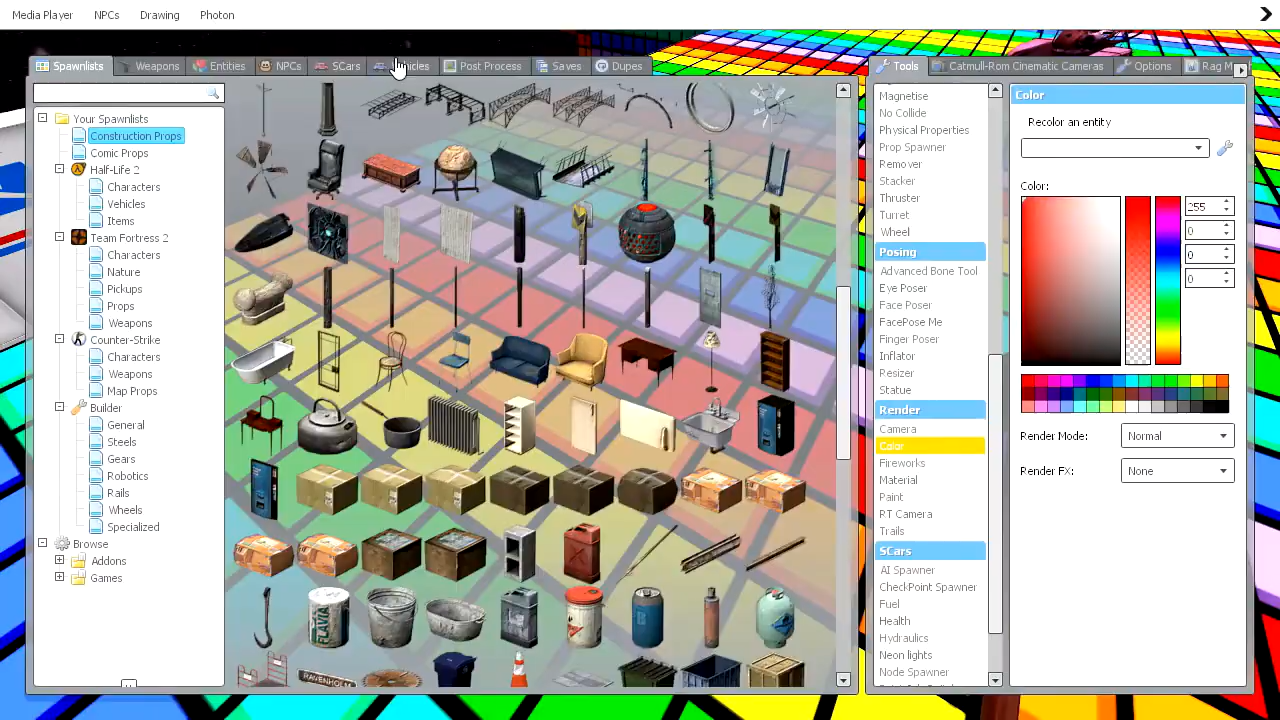 Media Player NPCs Drawing Photon
Spawnlists Weapons Entities NPCs SCars Post Process Saves Dupes
Tools Catmull-Rom Cinematic Cameras Options Rag M
Your Spawnlists
Construction Props
Comic Props
Half-Life 2
Characters
Vehicles
Items
Team Fortress 2
Characters
Nature
Pickups
Props
Weapons
Counter-Strike
Characters
Weapons
Map Props
Builder
General
Steels
Gears
Robotics
Rails
Wheels
Specialized
Browse
Addons
Games
FLAVIA
RAVENHOLM
Magnetise
No Collide
Physical Properties
Prop Spawner
Remover
Stacker
Thruster
Turret
Wheel
Posing
Advanced Bone Tool
Eye Poser
Face Poser
FacePose Me
Finger Poser
Inflator
Resizer
Statue
Render
Camera
Color
Fireworks
Material
Paint
RT Camera
Trails
SCars
AI Spawner
CheckPoint Spawner
Fuel
Health
Hydraulics
Neon lights
Node Spawner
Color
Recolor an entity
Color:
255
0
0
0
Render Mode: Normal
Render FX: None